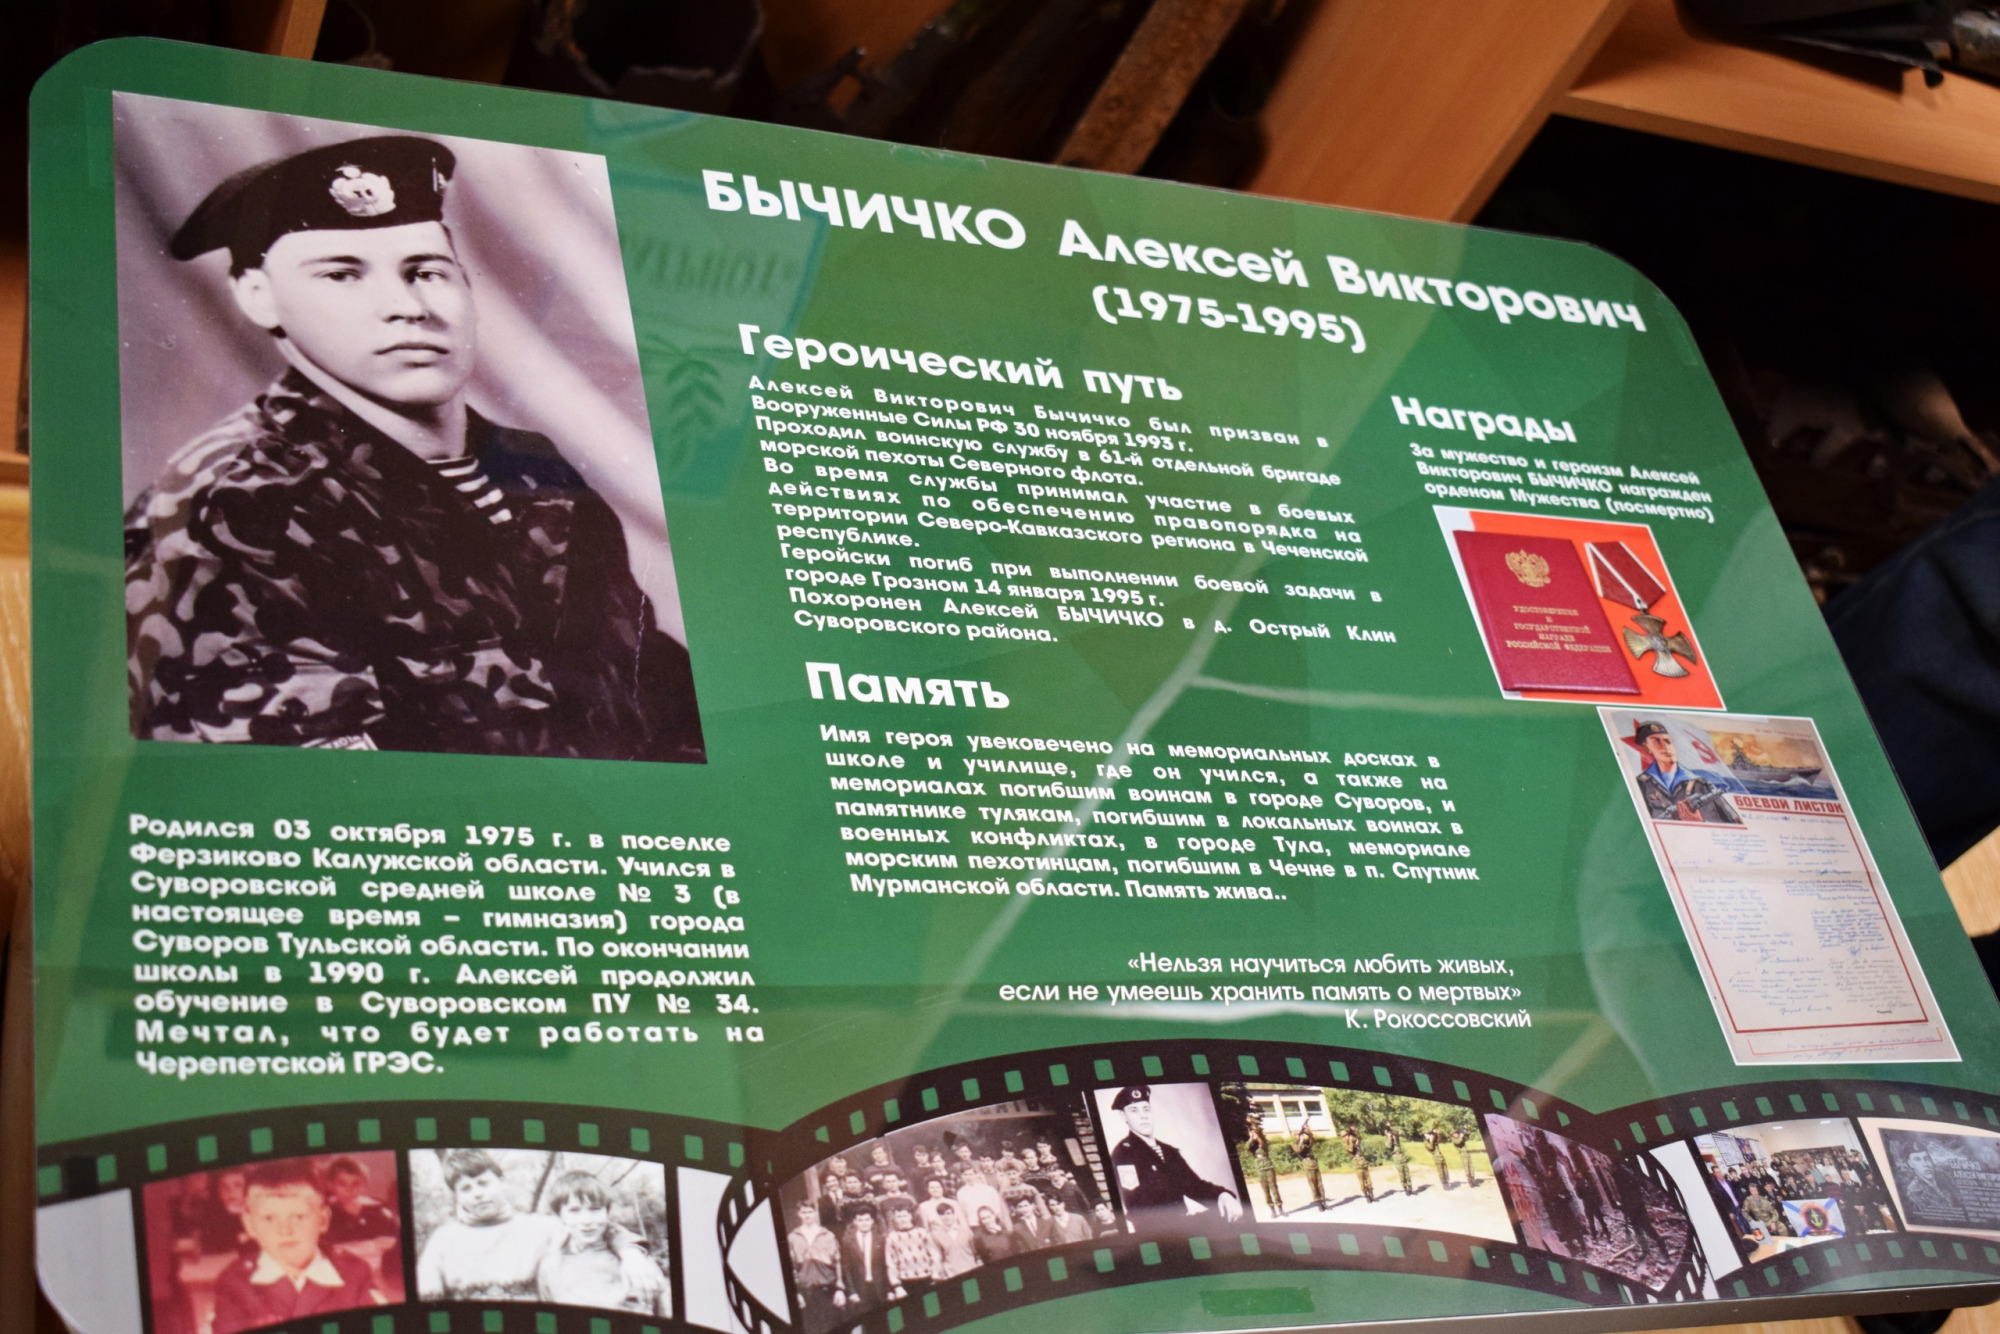 БЫЧИЧКО Алексей Викторович
(1975-1995)
Героический путь
Алексей Викторович Бычичко был призван в
Вооруженные Силы РФ 30 ноября 1993 г.
Проходил воинскую службу в 61-й отдельной бригаде
морской пехоты Северного флота.
Во время службы принимал участие в боевых
действиях по обеспечению правопорядка на
территории Северо-Кавказского региона в Чеченской
республике.
Геройски погиб при выполнении боевой задачи в
городе Грозном 14 января 1995 г.
Похоронен Алексей БЫЧИЧКО в д. Острый Клин
Суворовского района.
Память
Имя героя увековечено на мемориальных досках в
школе и училище, где он учился, а также на
мемориалах погибшим воинам в городе Суворов, и
памятнике тулякам, погибшим в локальных воинах в
военных конфликтах, в городе Тула, мемориале
морским пехотинцам, погибшим в Чечне в п. Спутник
Мурманской области. Память жива..
«Нельзя научиться любить живых,
если не умеешь хранить память о мертвых»
К. Рокоссовский
Награды
За мужество и героизм Алексей
Викторович БЫЧИЧКО награжден
орденом Мужества (посмертно)
УДОСТОВЕРЕНИЕ
К
ГОСУДАРСТВЕННОЙ
НАГРАДЕ
РОССИЙСКОЙ ФЕДЕРАЦИИ
БОЕВОЙ ЛИСТОК
Родился 03 октября 1975 г. в поселке
Ферзиково Калужской области. Учился в
Суворовской средней школе № 3 (в
настоящее время – гимназия) города
Суворов Тульской области. По окончании
школы в 1990 г. Алексей продолжил
обучение в Суворовском ПУ № 34.
Мечтал, что будет работать на
Черепетской ГРЭС.
БЫЧИЧКО